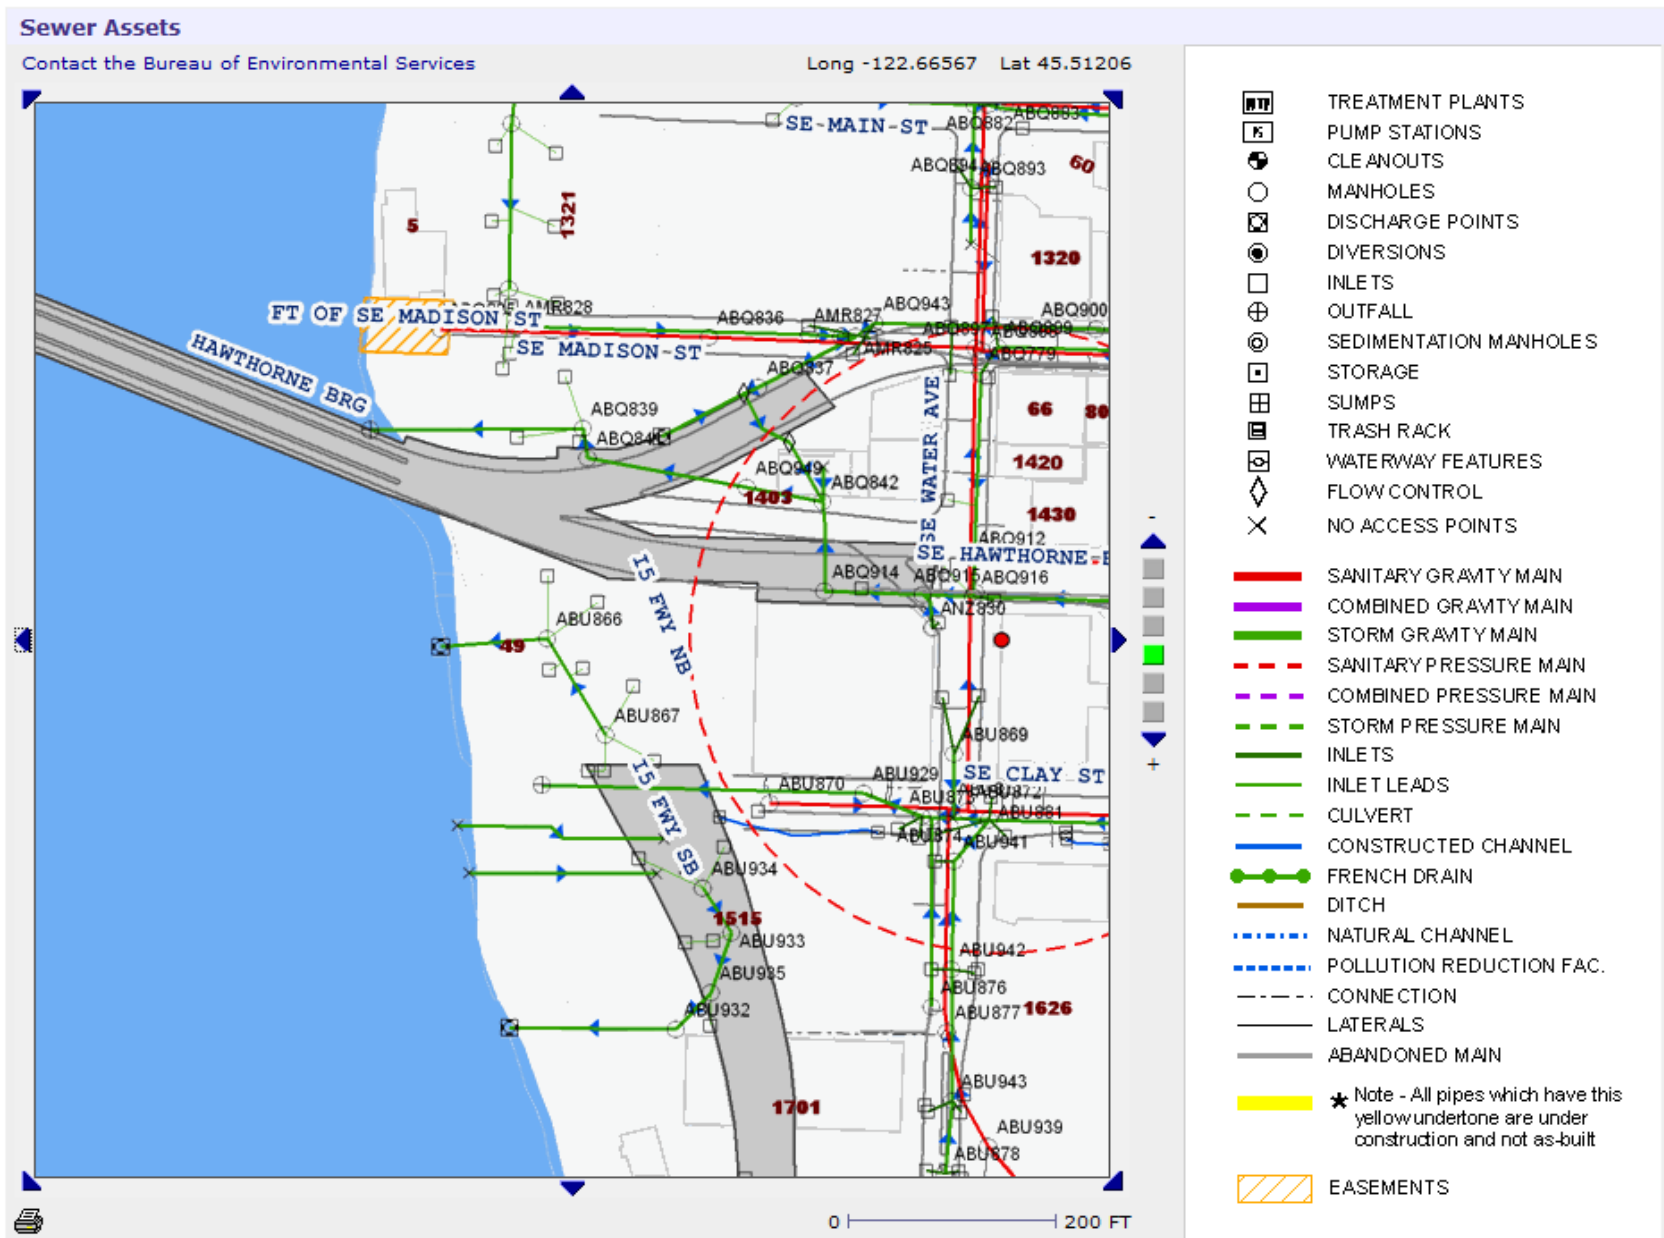 Sewer Assets
Contact the Bureau of Environmental Services
Long -122.66567 Lat 45.51206
SE-MAIN-ST
ABQ882
ABQ883
ABQ894
ABQ893
60
1321
5
1320
FT OF SE MADISON ST
AMR828
ABQ836
AMR827
ABQ943
ABQ900
SE MADISON-ST
AMR825
ABQ779
HAWTHORNE BRG
ABQ837
SE WATER AVE
66
80
ABQ839
ABQ949
ABQ842
1403
1420
1430
ABQ912
SE HAWTHORNE
I5 FWY NB
ABQ914
ABQ915
ABQ916
ANZ830
ABU866
49
ABU867
ABU869
I5 FWY SB
SE CLAY ST
ABU870
ABU929
ABU881
ABU874
ABU941
ABU934
1515
ABU933
ABU942
ABU935
ABU876
ABU932
ABU877
1626
ABU943
1701
ABU939
ABU878
-
+
0
200 FT
TREATMENT PLANTS
PUMP STATIONS
CLEANOUTS
MANHOLES
DISCHARGE POINTS
DIVERSIONS
INLETS
OUTFALL
SEDIMENTATION MANHOLES
STORAGE
SUMPS
TRASH RACK
WATERWAY FEATURES
FLOW CONTROL
NO ACCESS POINTS
SANITARY GRAVITY MAIN
COMBINED GRAVITY MAIN
STORM GRAVITY MAIN
SANITARY PRESSURE MAIN
COMBINED PRESSURE MAIN
STORM PRESSURE MAIN
INLETS
INLET LEADS
CULVERT
CONSTRUCTED CHANNEL
FRENCH DRAIN
DITCH
NATURAL CHANNEL
POLLUTION REDUCTION FAC.
CONNECTION
LATERALS
ABANDONED MAIN
* Note - All pipes which have this
yellow undertone are under
construction and not as-built
EASEMENTS